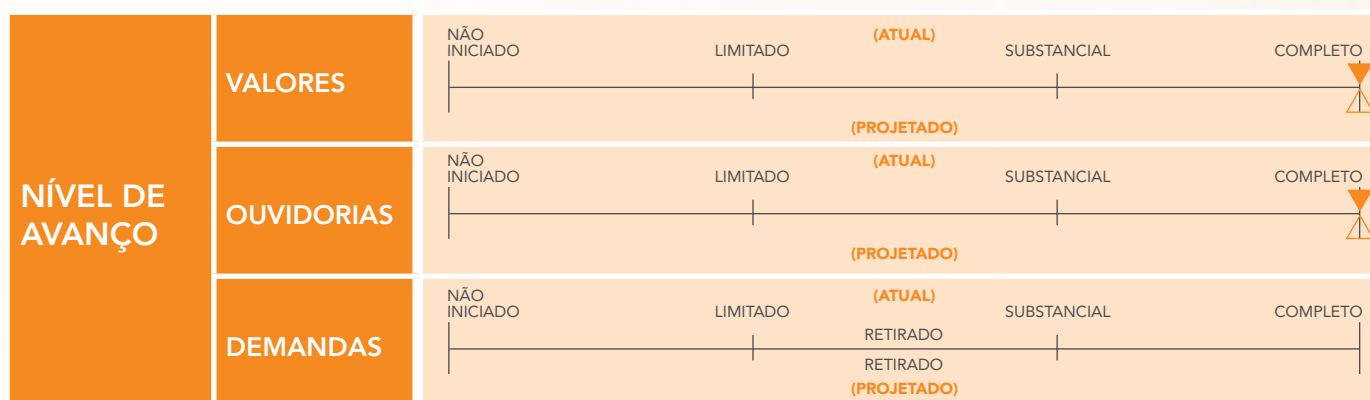 NÍVEL DE
AVANÇO
VALORES
NÃO
INICIADO
LIMITADO
(ATUAL)
SUBSTANCIAL
COMPLETO
(PROJETADO)
OUVIDORIAS
NÃO
INICIADO
LIMITADO
(ATUAL)
SUBSTANCIAL
COMPLETO
(PROJETADO)
DEMANDAS
NÃO
INICIADO
LIMITADO
(ATUAL)
SUBSTANCIAL
COMPLETO
RETIRADO
RETIRADO
(PROJETADO)